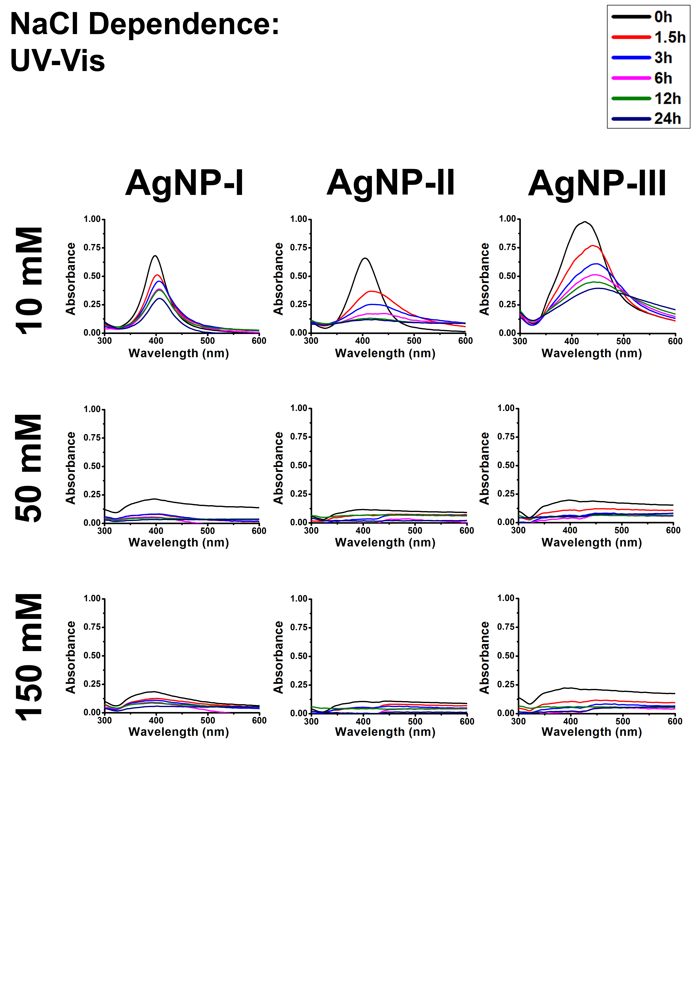 NaCl Dependence:
UV-Vis
0h
1.5h
3h
6h
12h
24h
AgNP-I
AgNP-II
AgNP-III
10 mM
Absorbance
1.00
0.75
0.50
0.25
0.00
300
400
500
600
Wavelength (nm)
Absorbance
1.00
0.75
0.50
0.25
0.00
300
400
500
600
Wavelength (nm)
Absorbance
1.00
0.75
0.50
0.25
0.00
300
400
500
600
Wavelength (nm)
50 mM
Absorbance
1.00
0.75
0.50
0.25
0.00
300
400
500
600
Wavelength (nm)
Absorbance
1.00
0.75
0.50
0.25
0.00
300
400
500
600
Wavelength (nm)
Absorbance
1.00
0.75
0.50
0.25
0.00
300
400
500
600
Wavelength (nm)
150 mM
Absorbance
1.00
0.75
0.50
0.25
0.00
300
400
500
600
Wavelength (nm)
Absorbance
1.00
0.75
0.50
0.25
0.00
300
400
500
600
Wavelength (nm)
Absorbance
1.00
0.75
0.50
0.25
0.00
300
400
500
600
Wavelength (nm)